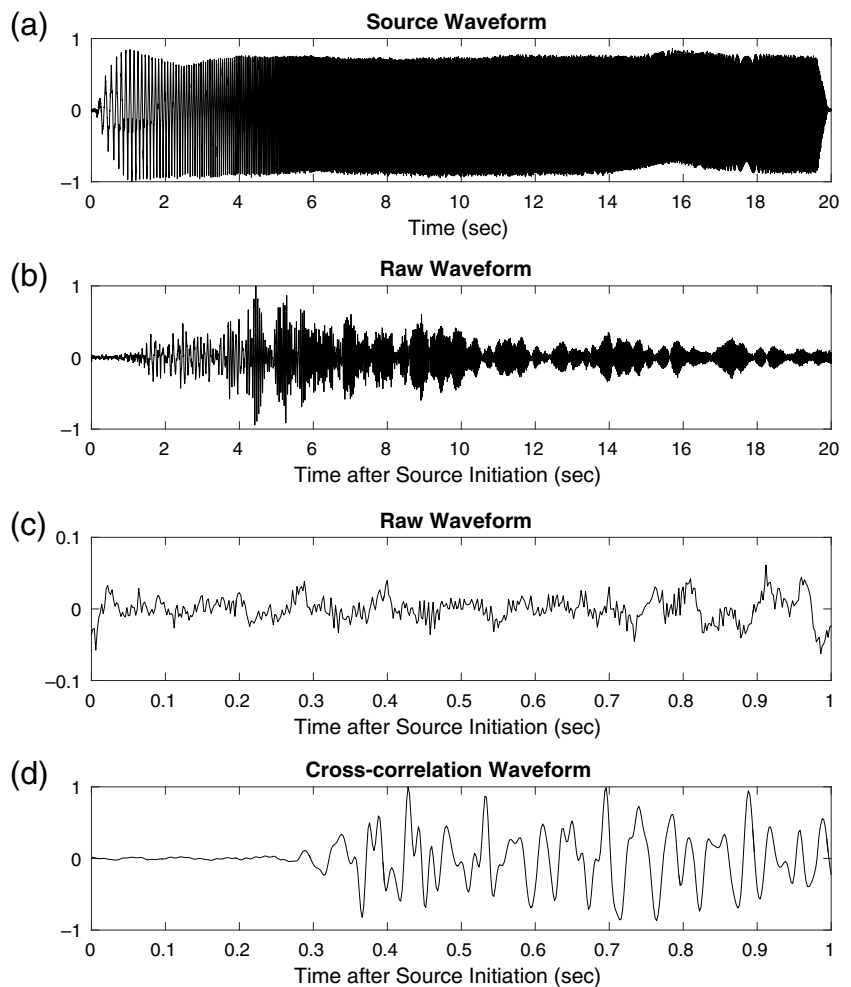 (a)
Source Waveform
1
0
−1
0 2 4 6 8 10 12 14 16 18 20
Time (sec)
(b)
Raw Waveform
1
0
−1
0 2 4 6 8 10 12 14 16 18 20
Time after Source Initiation (sec)
(c)
Raw Waveform
0.1
0
−0.1
0 0.1 0.2 0.3 0.4 0.5 0.6 0.7 0.8 0.9 1
Time after Source Initiation (sec)
(d)
Cross-correlation Waveform
1
0
−1
0 0.1 0.2 0.3 0.4 0.5 0.6 0.7 0.8 0.9 1
Time after Source Initiation (sec)